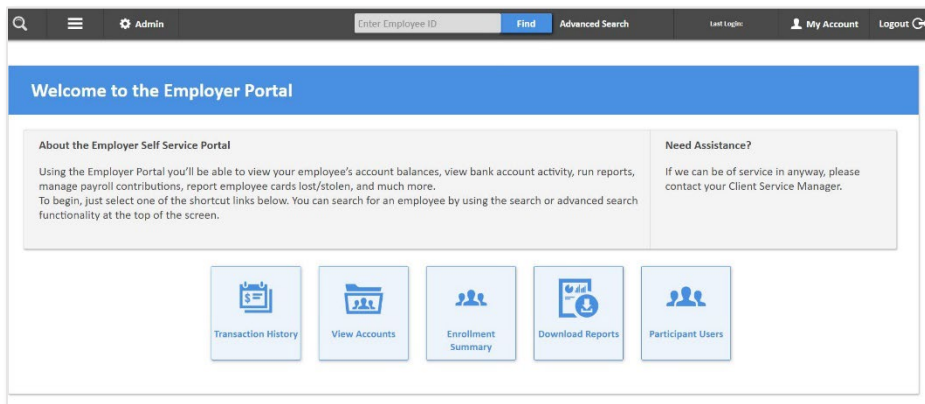 Admin
Enter Employee ID
Find
Advanced Search
Last Login:
My Account
Logout
Welcome to the Employer Portal
About the Employer Self Service Portal
Using the Employer Portal you'll be able to view your employee's account balances, view bank account activity, run reports,
manage payroll contributions, report employee cards lost/stolen, and much more.
To begin, just select one of the shortcut links below. You can search for an employee by using the search or advanced search
functionality at the top of the screen.
Need Assistance?
If we can be of service in anyway, please
contact your Client Service Manager.
Transaction History
View Accounts
Enrollment
Summary
Download Reports
Participant Users